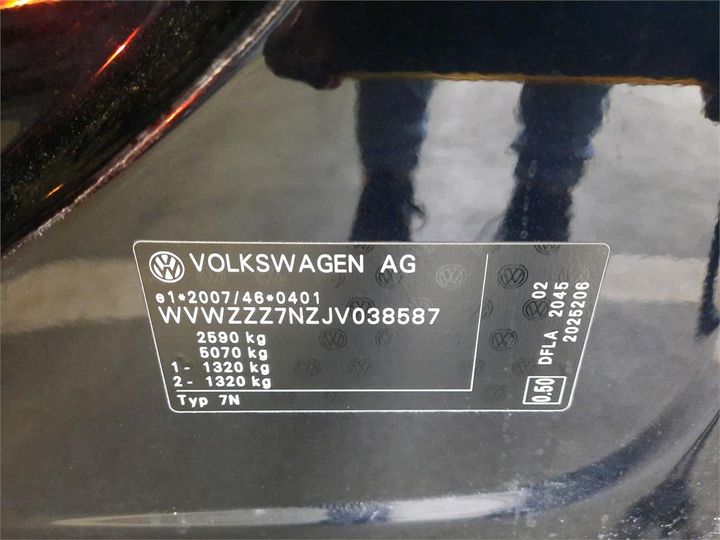 VOLKSWAGEN AG
e1*2007/46*0401
WVWZZZ7NZJV038587
2590 kg
5070 kg
1- 1320 kg
2- 1320 kg
Typ 7N
0.50
DFLA 2045
02
2025206